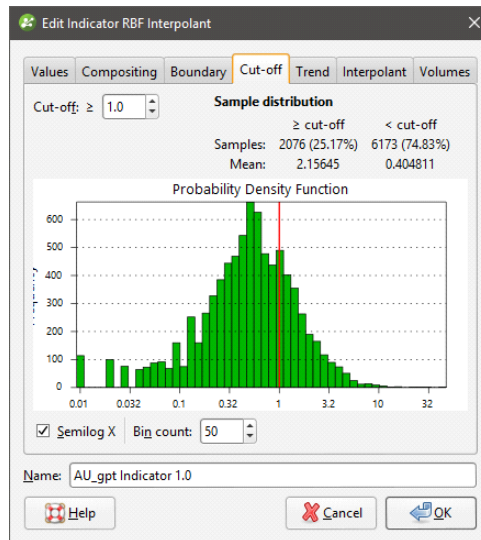 Edit Indicator RBF Interpolant
Values Compositing Boundary Cut-off Trend Interpolant Volumes
Cut-off: ≥ 1.0 Sample distribution
≥ cut-off < cut-off
Samples: 2076 (25.17%) 6173 (74.83%)
Mean: 2.15645 0.404811
Probability Density Function
600
500
400
300
200
100
0
0.01 0.032 0.1 0.32 1 3.2 10 32
Semilog X Bin count: 50
Name: AU_gpt Indicator 1.0
Help Cancel OK